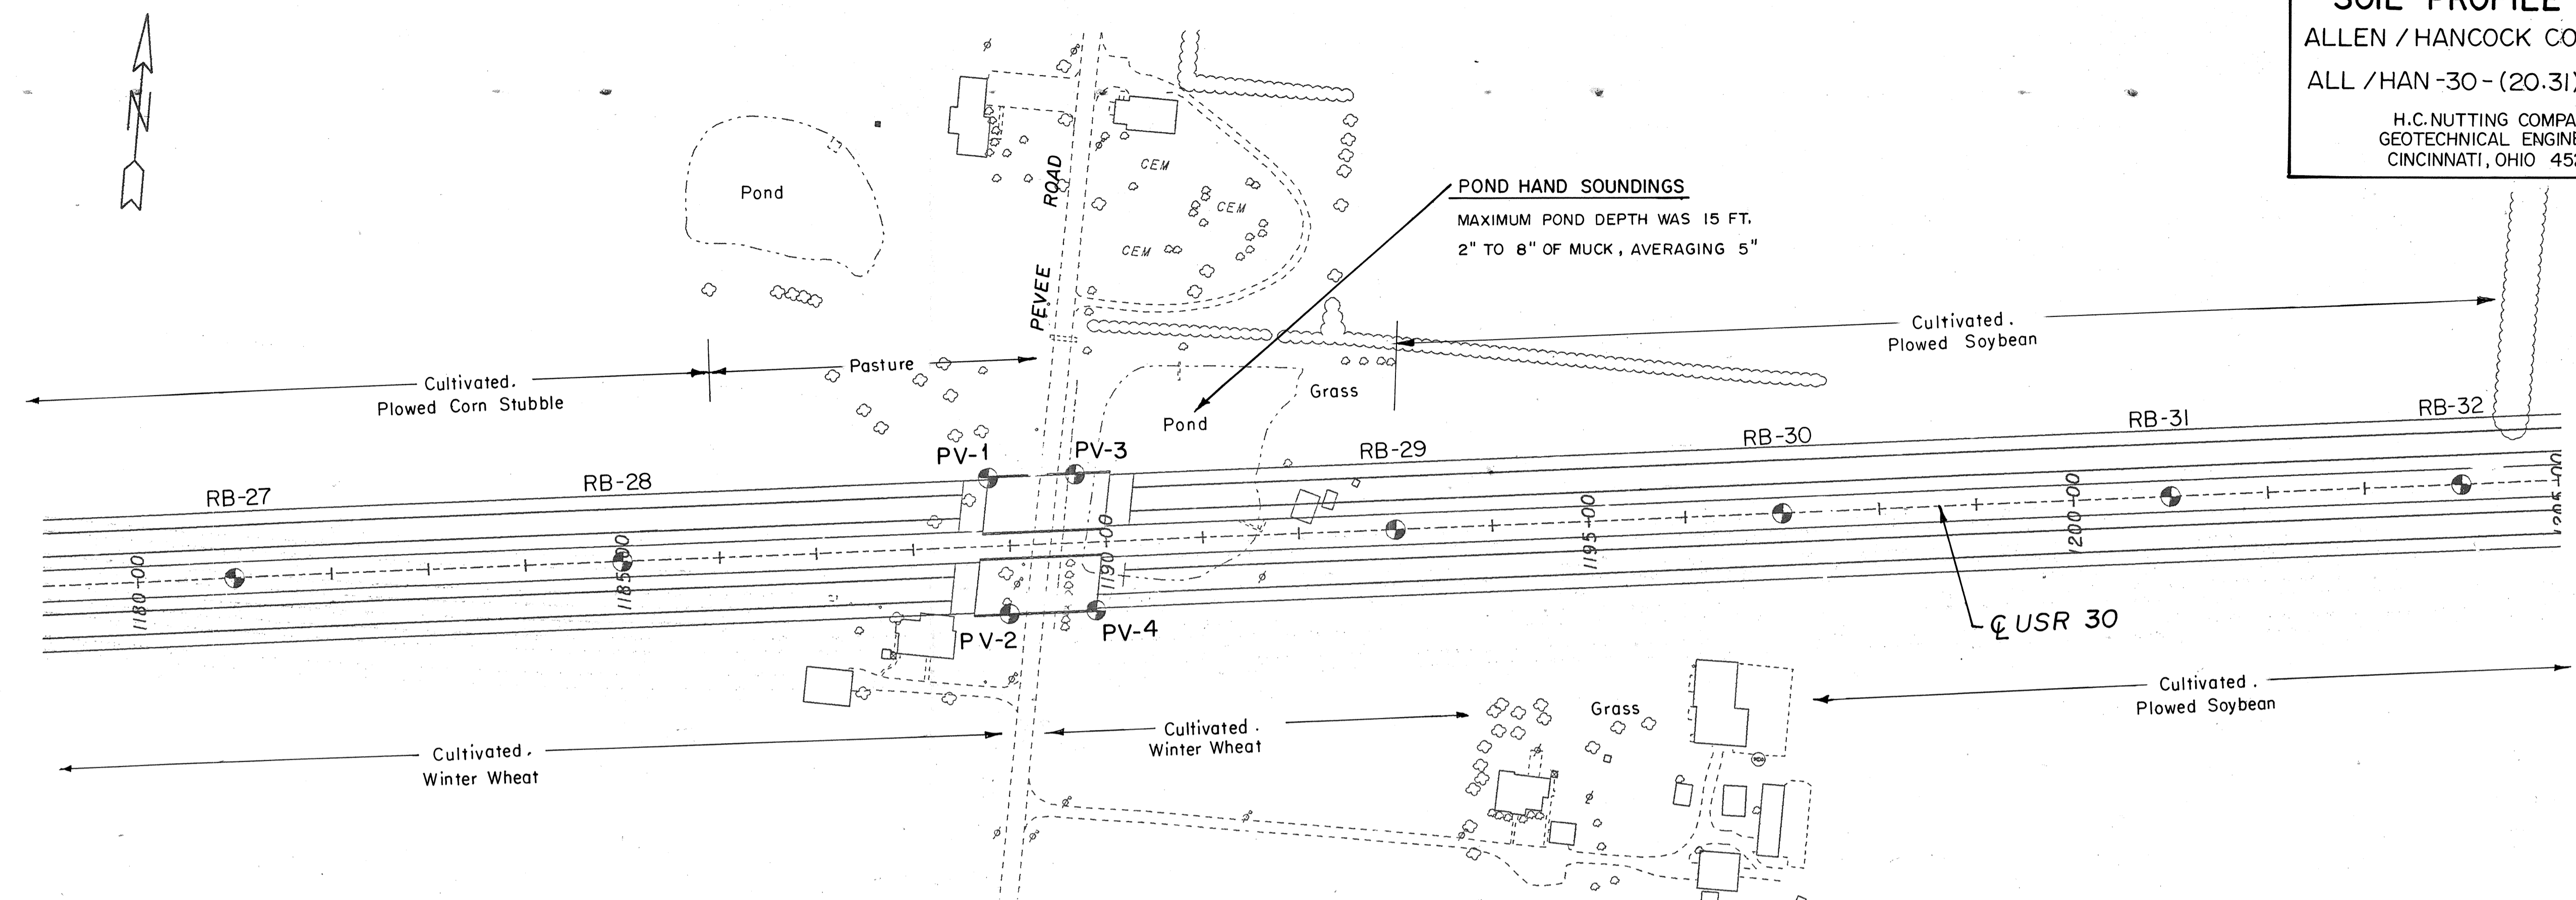 SOIL PROFILE
ALLEN / HANCOCK CO
ALL / HAN -30 - (20.31)
H.C. NUTTING COMPA
GEOTECHNICAL ENGINE
CINCINNATI, OHIO 45
N
Pond
CEM
CEM
CEM
PEVEE ROAD
POND HAND SOUNDINGS
MAXIMUM POND DEPTH WAS 15 FT.
2" TO 8" OF MUCK, AVERAGING 5"
Cultivated.
Plowed Soybean
Pasture
Cultivated.
Plowed Corn Stubble
Grass
Pond
RB-27
RB-28
PV-1
PV-3
RB-29
RB-30
RB-31
RB-32
1180+00
1185+00
1190+00
1195+00
1200+00
PV-2
PV-4
℄ USR 30
Cultivated.
Plowed Soybean
Grass
Cultivated.
Winter Wheat
Cultivated.
Winter Wheat